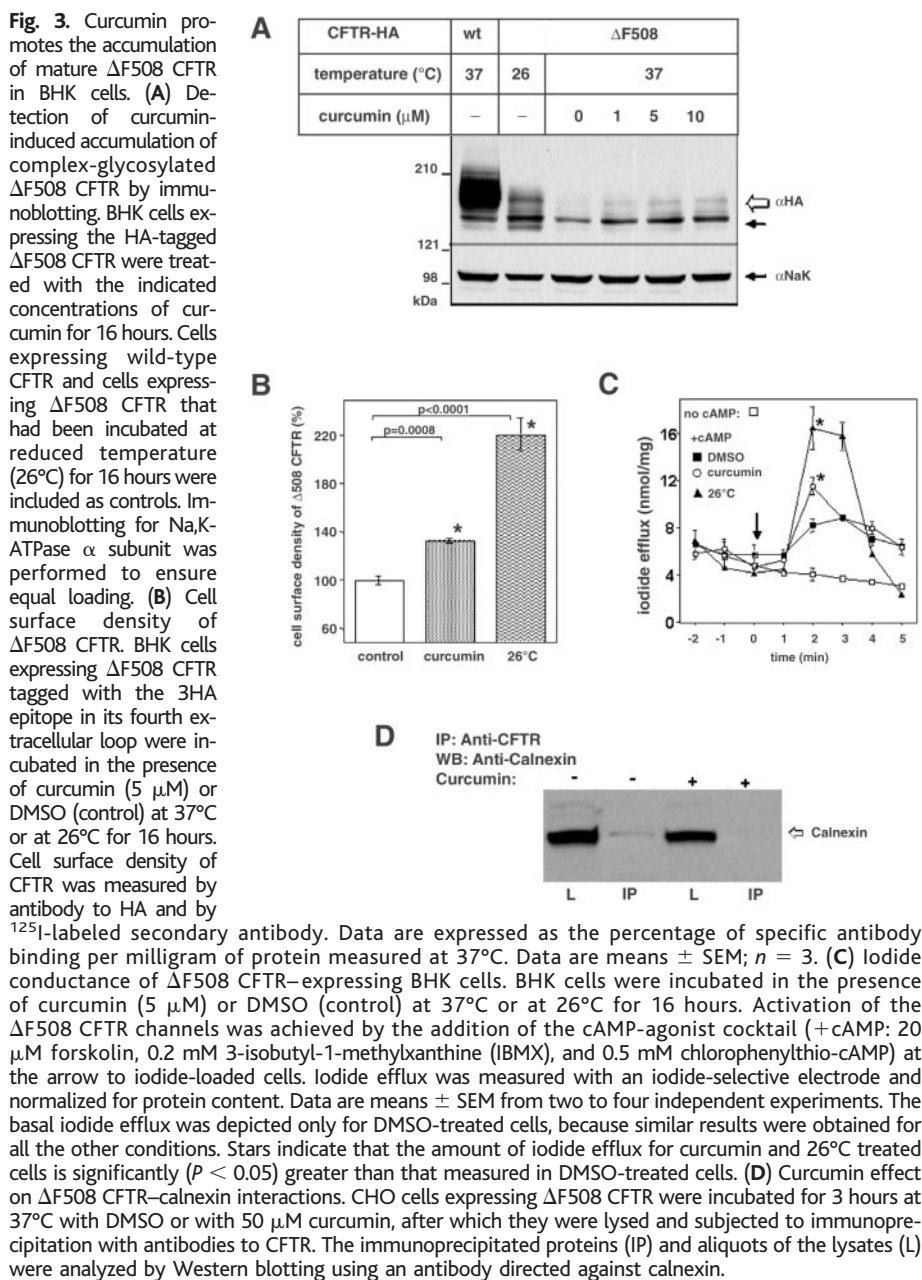 Fig. 3. Curcumin pro-
motes the accumulation
of mature ΔF508 CFTR
in BHK cells. (A) De-
tection of curcumin-
induced accumulation of
complex-glycosylated
ΔF508 CFTR by immu-
noblotting. BHK cells ex-
pressing the HA-tagged
ΔF508 CFTR were treat-
ed with the indicated
concentrations of cur-
cumin for 16 hours. Cells
expressing wild-type
CFTR and cells express-
ing ΔF508 CFTR that
had been incubated at
reduced temperature
(26°C) for 16 hours were
included as controls. Im-
munoblotting for Na,K-
ATPase α subunit was
performed to ensure
equal loading. (B) Cell
surface density of
ΔF508 CFTR. BHK cells
expressing ΔF508 CFTR
tagged with the 3HA
epitope in its fourth ex-
tracellular loop were in-
cubated in the presence
of curcumin (5 μM) or
DMSO (control) at 37°C
or at 26°C for 16 hours.
Cell surface density of
CFTR was measured by
antibody to HA and by
A
CFTR-HA wt ΔF508
temperature (°C) 37 26 37
curcumin (μM) – – 0 1 5 10
210
αHA
121
98 αNaK
kDa
B
cell surface density of Δ508 CFTR (%)
p<0.0001
p=0.0008
* *
220
180
140
100
60
control curcumin 26°C
C
iodide efflux (nmol/mg)
no cAMP:
+cAMP
DMSO
curcumin
26°C
* *
16
12
8
4
0
-2 -1 0 1 2 3 4 5
time (min)
D
IP: Anti-CFTR
WB: Anti-Calnexin
Curcumin: - - + +
Calnexin
L IP L IP
¹²⁵I-labeled secondary antibody. Data are expressed as the percentage of specific antibody
binding per milligram of protein measured at 37°C. Data are means ± SEM; n = 3. (C) Iodide
conductance of ΔF508 CFTR–expressing BHK cells. BHK cells were incubated in the presence
of curcumin (5 μM) or DMSO (control) at 37°C or at 26°C for 16 hours. Activation of the
ΔF508 CFTR channels was achieved by the addition of the cAMP-agonist cocktail (+cAMP: 20
μM forskolin, 0.2 mM 3-isobutyl-1-methylxanthine (IBMX), and 0.5 mM chlorophenylthio-cAMP) at
the arrow to iodide-loaded cells. Iodide efflux was measured with an iodide-selective electrode and
normalized for protein content. Data are means ± SEM from two to four independent experiments. The
basal iodide efflux was depicted only for DMSO-treated cells, because similar results were obtained for
all the other conditions. Stars indicate that the amount of iodide efflux for curcumin and 26°C treated
cells is significantly (P < 0.05) greater than that measured in DMSO-treated cells. (D) Curcumin effect
on ΔF508 CFTR–calnexin interactions. CHO cells expressing ΔF508 CFTR were incubated for 3 hours at
37°C with DMSO or with 50 μM curcumin, after which they were lysed and subjected to immunopre-
cipitation with antibodies to CFTR. The immunoprecipitated proteins (IP) and aliquots of the lysates (L)
were analyzed by Western blotting using an antibody directed against calnexin.